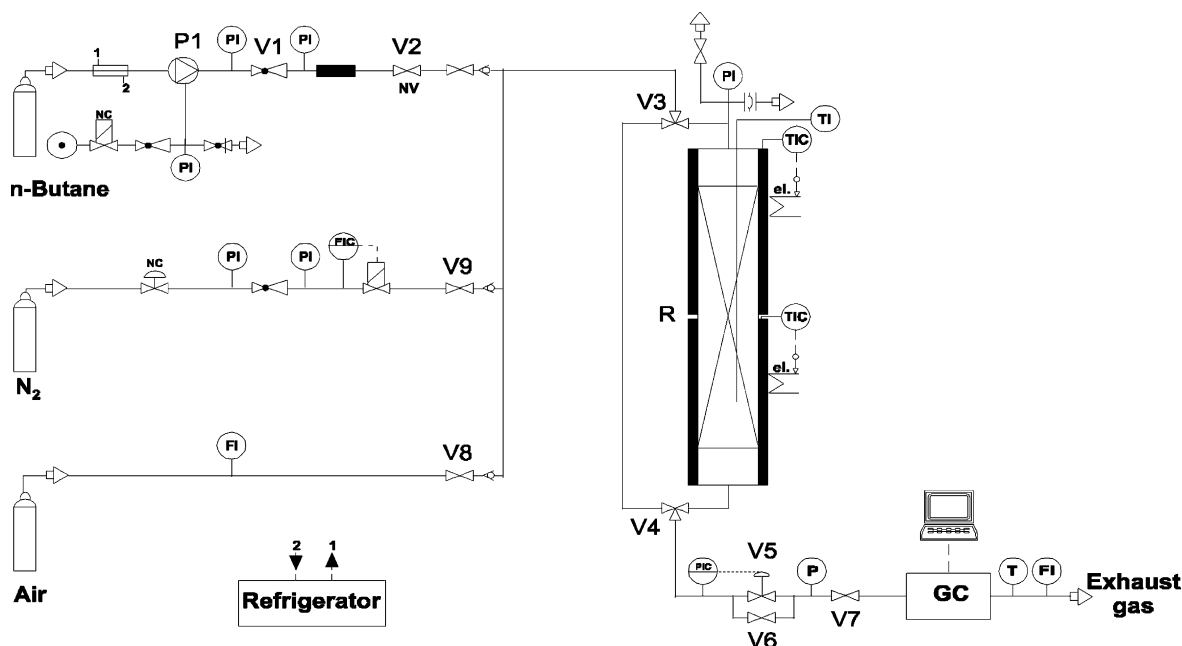 P1
PI
V1
PI
V2
1
2
NV
NC
PI
n-Butane
V3
PI
TI
TIC
el.
NC
PI
PI
FIC
V9
N2
R
TIC
el.
FI
V8
Air
2
1
Refrigerator
V4
PIC
V5
V6
P
V7
GC
T
FI
Exhaust
gas